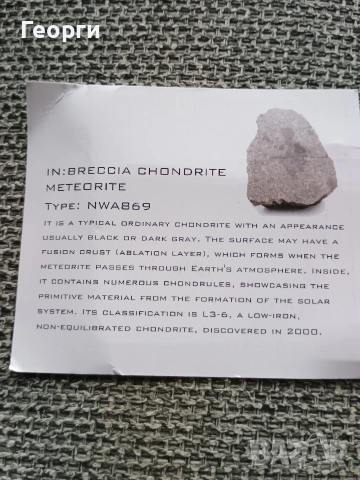 Георги
IN:BRECCIA CHONDRITE
METEORITE
TYPE: NWA869
IT IS A TYPICAL ORDINARY CHONDRITE WITH AN APPEARANCE
USUALLY BLACK OR DARK GRAY. THE SURFACE MAY HAVE A
FUSION CRUST (ABLATION LAYER), WHICH FORMS WHEN THE
METEORITE PASSES THROUGH EARTH'S ATMOSPHERE. INSIDE,
IT CONTAINS NUMEROUS CHONDRULES, SHOWCASING THE
PRIMITIVE MATERIAL FROM THE FORMATION OF THE SOLAR
SYSTEM. ITS CLASSIFICATION IS L3-6, A LOW-IRON,
NON-EQUILIBRATED CHONDRITE, DISCOVERED IN 2000.
BAZAR